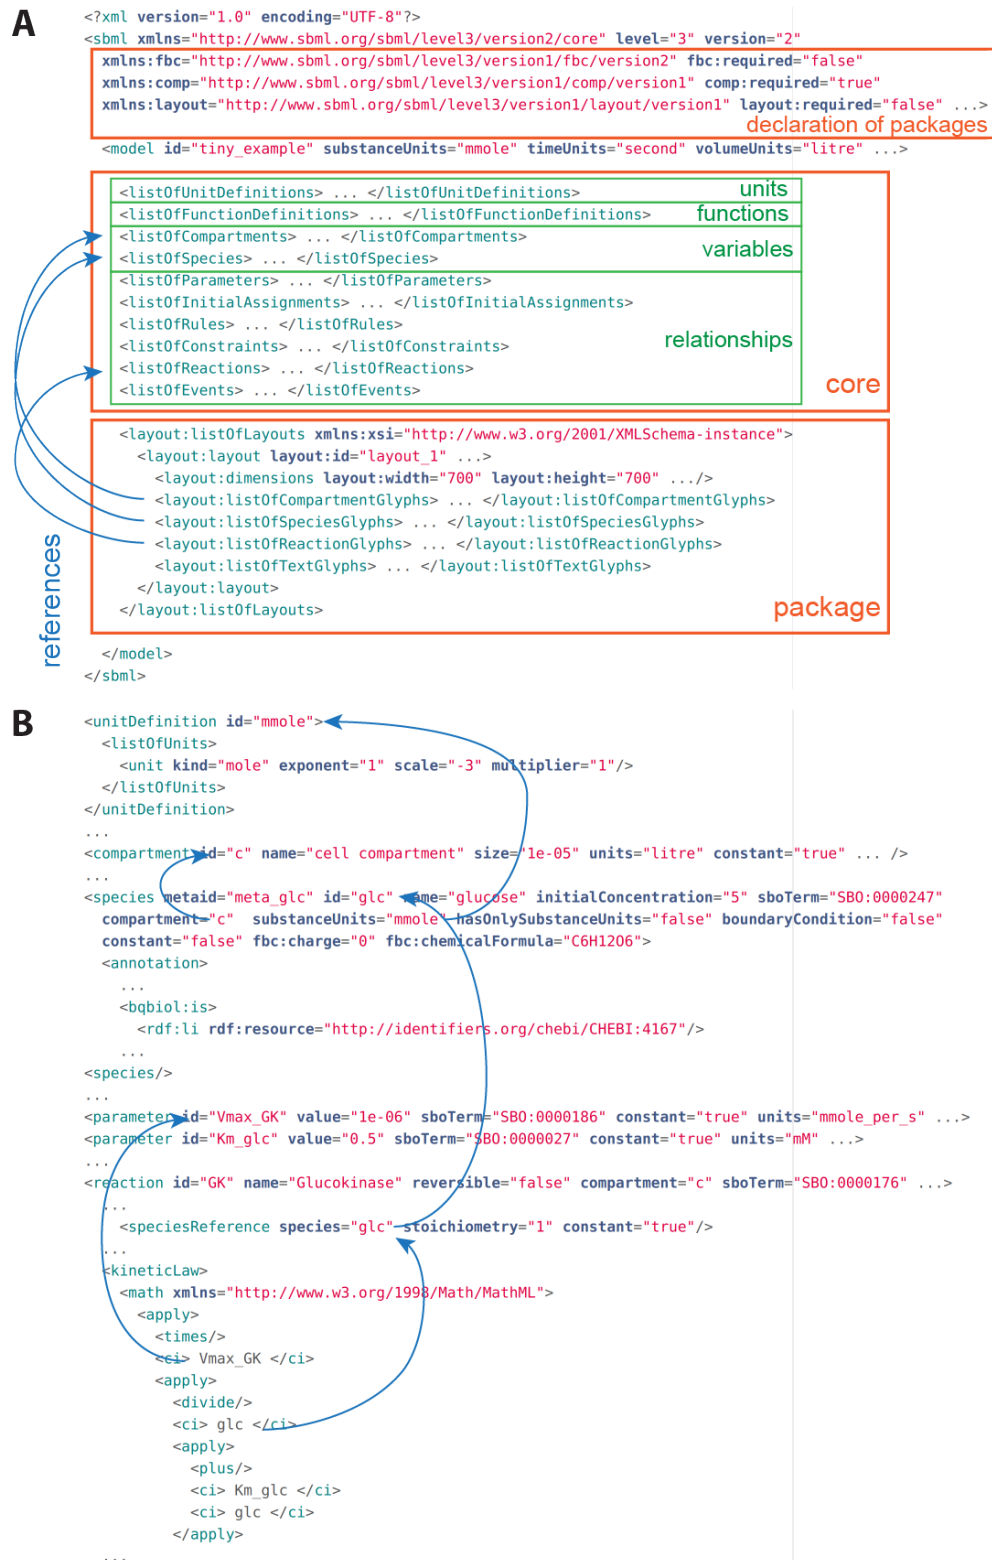 A
<?xml version="1.0" encoding="UTF-8"?>
<sbml xmlns="http://www.sbml.org/sbml/level3/version2/core" level="3" version="2"
xmlns:fbc="http://www.sbml.org/sbml/level3/version1/fbc/version2" fbc:required="false"
xmlns:comp="http://www.sbml.org/sbml/level3/version1/comp/version1" comp:required="true"
xmlns:layout="http://www.sbml.org/sbml/level3/version1/layout/version1" layout:required="false" ...>
declaration of packages
<model id="tiny_example" substanceUnits="mmole" timeUnits="second" volumeUnits="litre" ...>
<listOfUnitDefinitions> ... </listOfUnitDefinitions> units
<listOfFunctionDefinitions> ... </listOfFunctionDefinitions> functions
<listOfCompartments> ... </listOfCompartments>
variables
<listOfSpecies> ... </listOfSpecies>
<listOfParameters> ... </listOfParameters>
<listOfInitialAssignments> ... </listOfInitialAssignments>
<listOfRules> ... </listOfRules>
relationships
<listOfConstraints> ... </listOfConstraints>
<listOfReactions> ... </listOfReactions>
core
<listOfEvents> ... </listOfEvents>
<layout:listOfLayouts xmlns:xsi="http://www.w3.org/2001/XMLSchema-instance">
<layout:layout layout:id="layout_1" ...>
<layout:dimensions layout:width="700" layout:height="700" .../>
<layout:listOfCompartmentGlyphs> ... </layout:listOfCompartmentGlyphs>
<layout:listOfSpeciesGlyphs> ... </layout:listOfSpeciesGlyphs>
<layout:listOfReactionGlyphs> ... </layout:listOfReactionGlyphs>
<layout:listOfTextGlyphs> ... </layout:listOfTextGlyphs>
</layout:layout>
</layout:listOfLayouts>
package
references
</model>
</sbml>
B
<unitDefinition id="mmole">
<listOfUnits>
<unit kind="mole" exponent="1" scale="-3" multiplier="1"/>
</listOfUnits>
</unitDefinition>
...
<compartment id="c" name="cell compartment" size="1e-05" units="litre" constant="true" ... />
...
<species metaid="meta_glc" id="glc" name="glucose" initialConcentration="5" sboTerm="SBO:0000247"
compartment="c" substanceUnits="mmole" hasOnlySubstanceUnits="false" boundaryCondition="false"
constant="false" fbc:charge="0" fbc:chemicalFormula="C6H12O6">
<annotation>
...
<bqbiol:is>
<rdf:li rdf:resource="http://identifiers.org/chebi/CHEBI:4167"/>
...
<species/>
...
<parameter id="Vmax_GK" value="1e-06" sboTerm="SBO:0000186" constant="true" units="mmole_per_s" ...>
<parameter id="Km_glc" value="0.5" sboTerm="SBO:0000027" constant="true" units="mM" ...>
...
<reaction id="GK" name="Glucokinase" reversible="false" compartment="c" sboTerm="SBO:0000176" ...>
...
<speciesReference species="glc" stoichiometry="1" constant="true"/>
...
<kineticLaw>
<math xmlns="http://www.w3.org/1998/Math/MathML">
<apply>
<times/>
<ci> Vmax_GK </ci>
<apply>
<divide/>
<ci> glc </ci>
<apply>
<plus/>
<ci> Km_glc </ci>
<ci> glc </ci>
</apply>
...